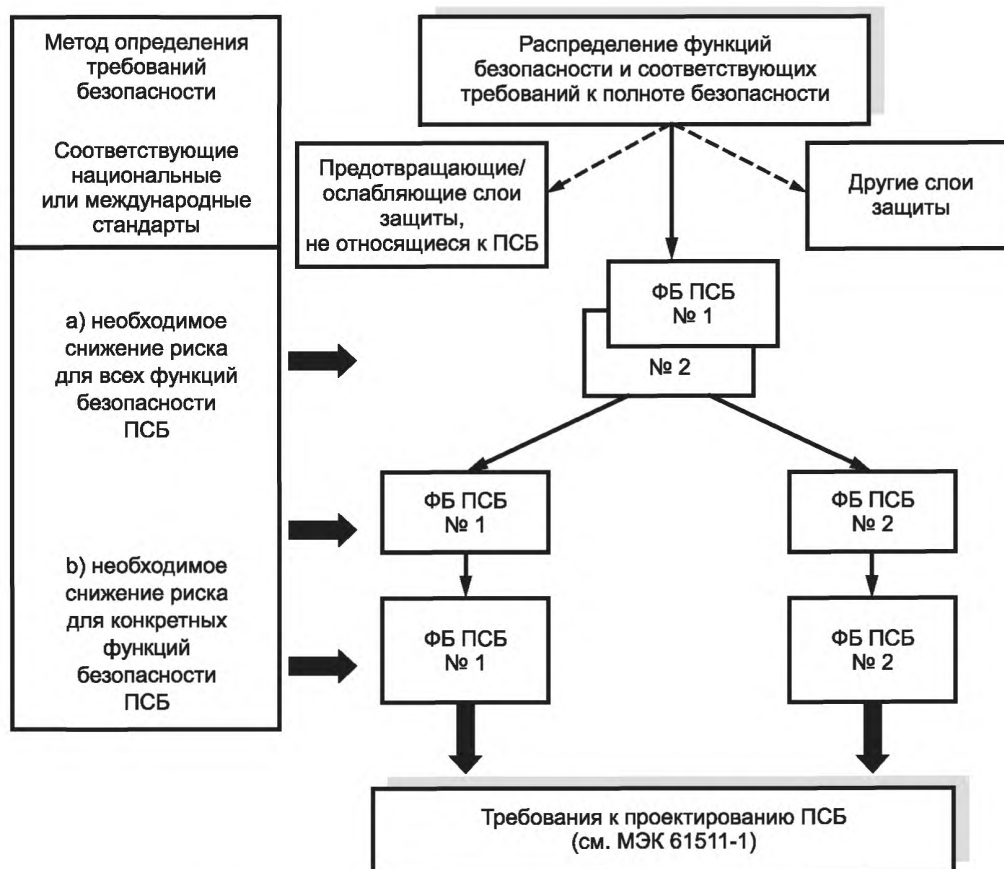 Метод определения
требований
безопасности
Соответствующие
национальные
или международные
стандарты
a) необходимое
снижение риска
для всех функций
безопасности
ПСБ
b) необходимое
снижение риска
для конкретных
функций
безопасности
ПСБ
Распределение функций
безопасности и соответствующих
требований к полноте безопасности
Предотвращающие/
ослабляющие слои
защиты,
не относящиеся к ПСБ
Другие слои
защиты
ФБ ПСБ
№ 1
№ 2
ФБ ПСБ
№ 1
ФБ ПСБ
№ 2
ФБ ПСБ
№ 1
ФБ ПСБ
№ 2
Требования к проектированию ПСБ
(см. МЭК 61511-1)